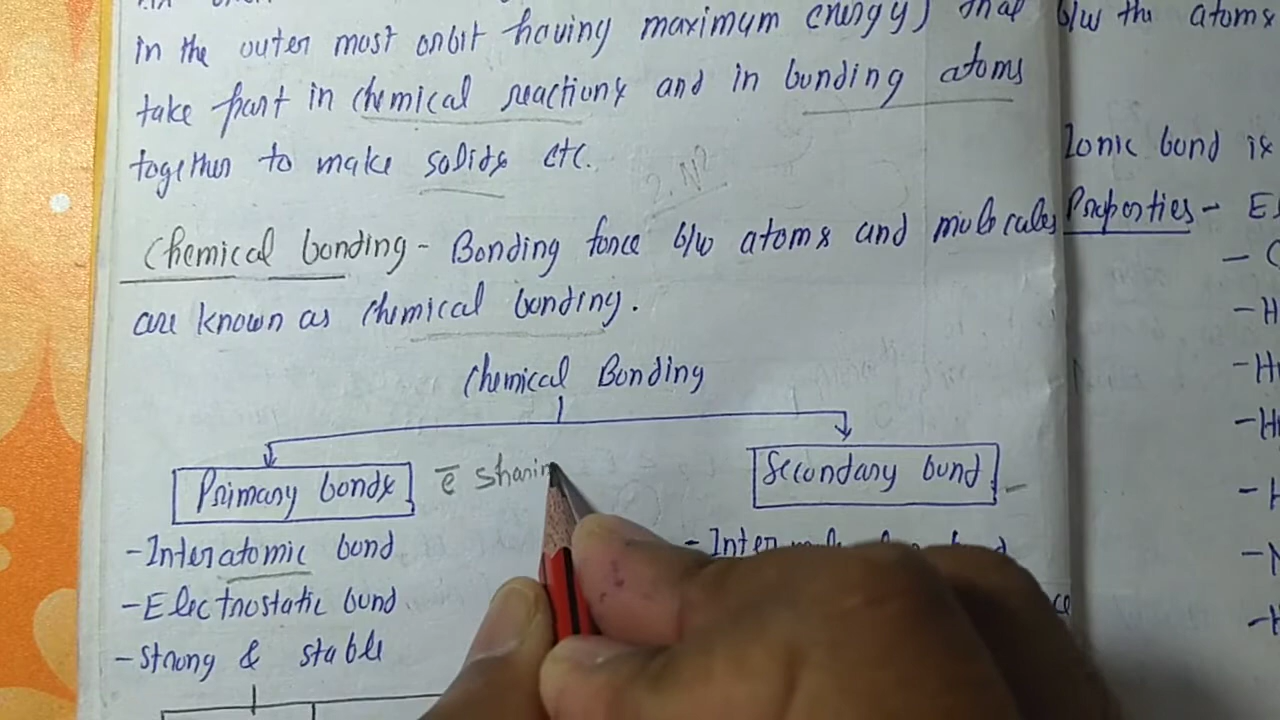 in the outer most orbit having maximum energy) that
take part in chemical reactions and in bonding atoms
together to make solids etc.
Chemical bonding - Bonding force b/w atoms and molecules
are known as chemical bonding.
Chemical Bonding
Primary bonds
ē sharin
Secondary bond
- Interatomic bond
- Electrostatic bond
- Strong & stable
- Inter
b/w the atoms
Ionic bond is
Properties -